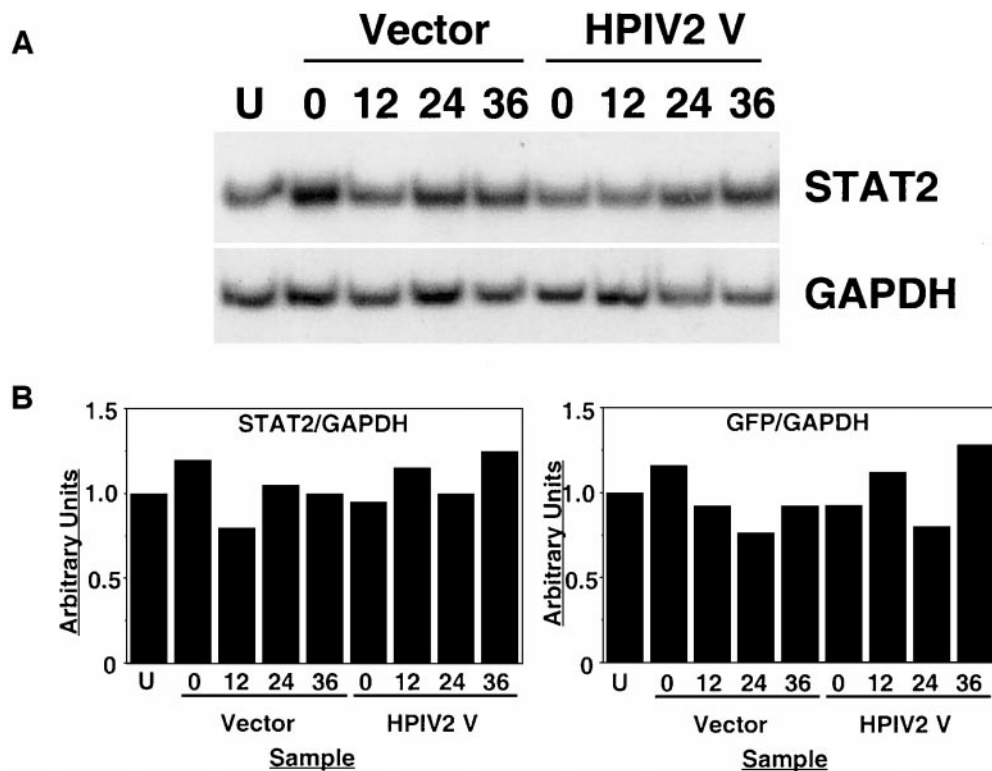 A
Vector HPIV2 V
U 0 12 24 36 0 12 24 36
STAT2
GAPDH
B
STAT2/GAPDH
1.5
1.0
0.5
0
Arbitrary Units
U 0 12 24 36 0 12 24 36
Vector HPIV2 V
Sample
GFP/GAPDH
1.5
1.0
0.5
0
Arbitrary Units
U 0 12 24 36 0 12 24 36
Vector HPIV2 V
Sample